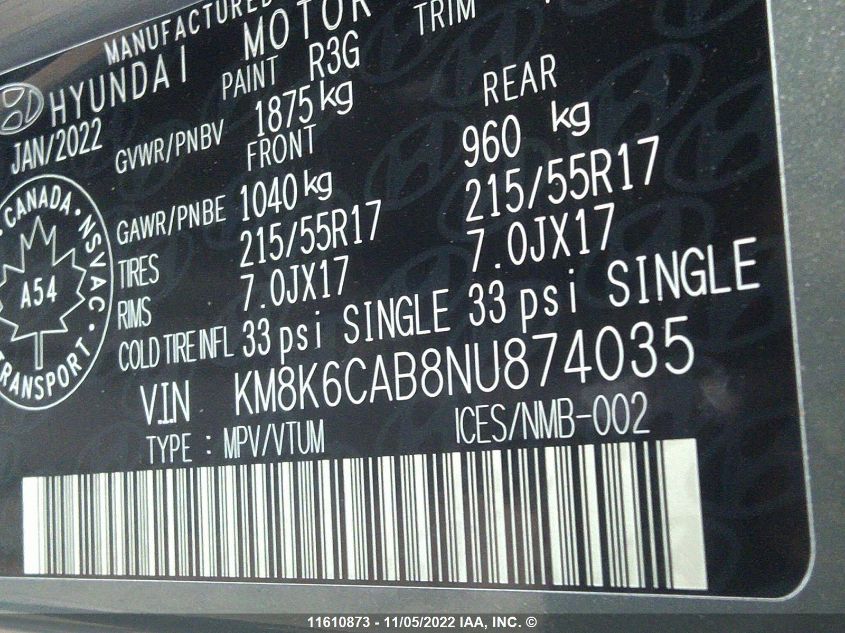 MANUFACTURED
HYUNDAI MOTOR
JAN/2022 PAINT R3G TRIM
GVWR/PNBV 1875 kg
FRONT REAR
GAWR/PNBE 1040 kg 960 kg
TIRES 215/55R17 215/55R17
RIMS 7.0JX17 7.0JX17
COLD TIRE INFL 33 psi SINGLE 33 psi SINGLE
CANADA · NSVAC · TRANSPORT
A54
V.I.N KM8K6CAB8NU874035
TYPE : MPV/VTUM ICES/NMB-002
11610873 - 11/05/2022 IAA, INC. ©